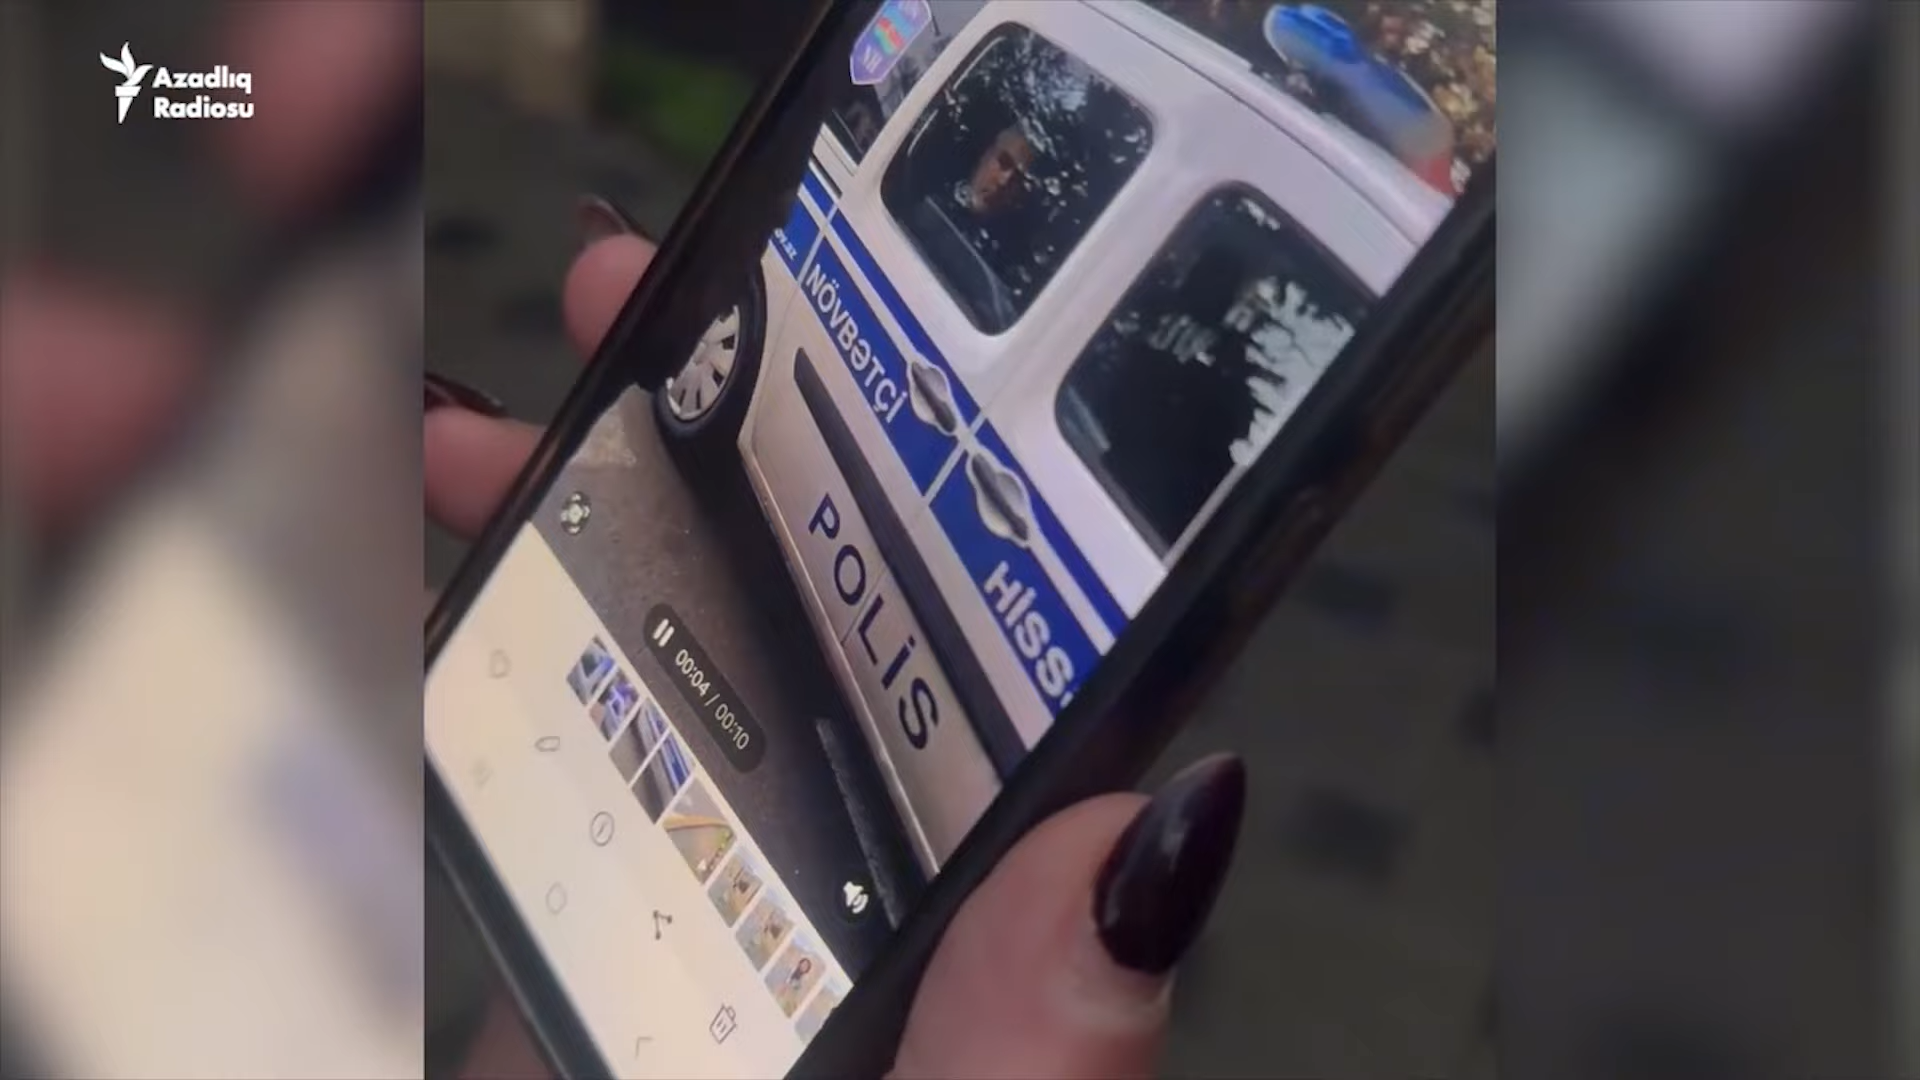 Azadlıq
Radiosu
NÖVBƏTÇİ
HİSSƏ
POLİS
00:04 / 00:10